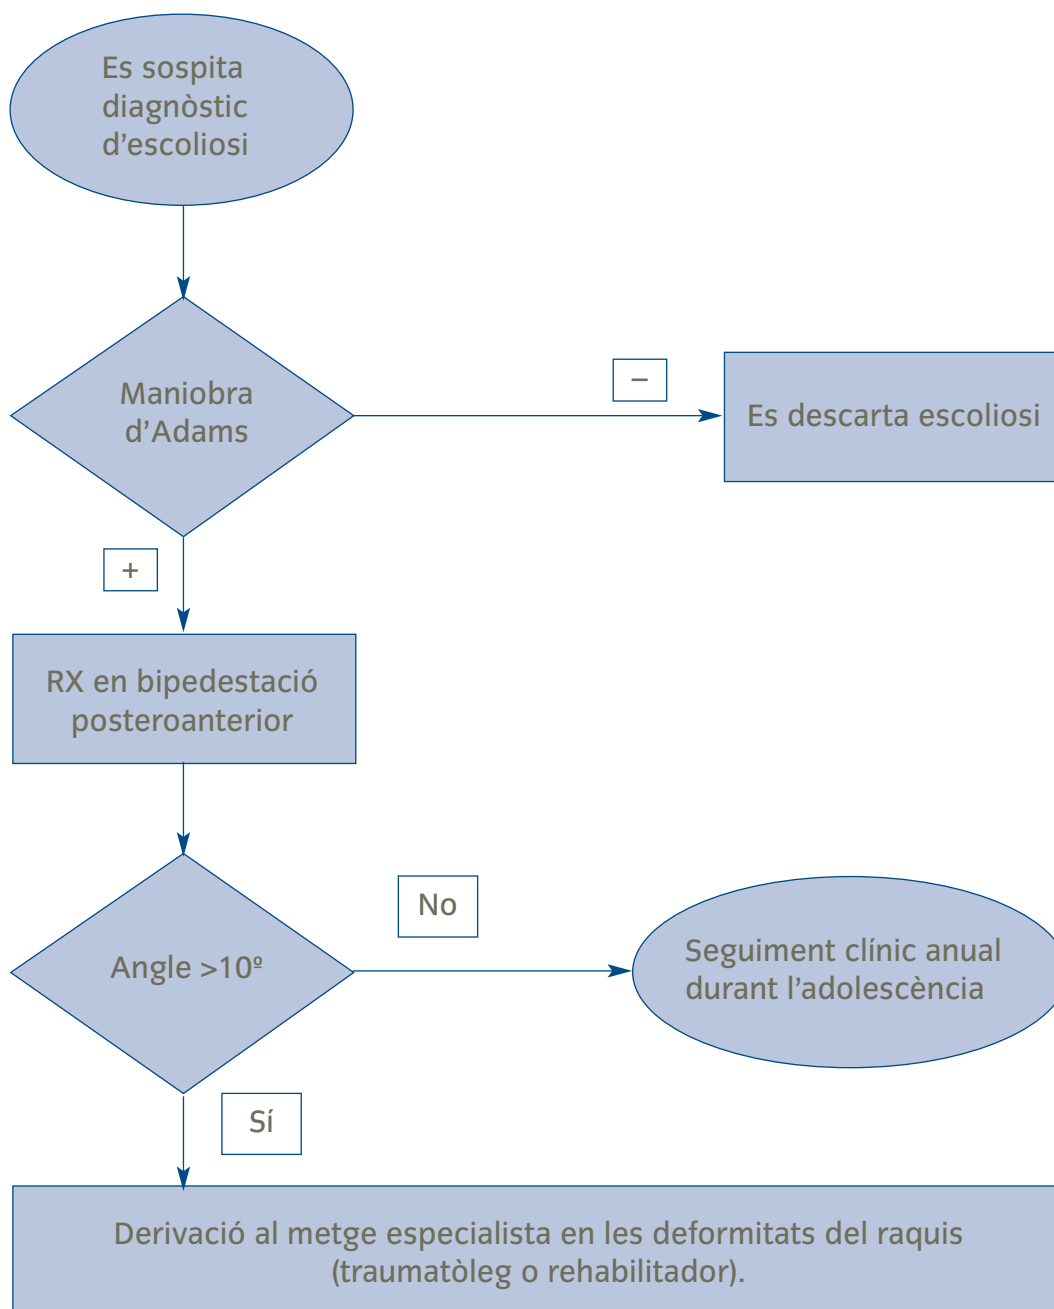 Es sospita
diagnòstic
d'escoliosi
Maniobra
d'Adams
–
Es descarta escoliosi
+
RX en bipedestació
posteroanterior
Angle >10º
No
Seguiment clínic anual
durant l'adolescència
Sí
Derivació al metge especialista en les deformitats del raquis
(traumatòleg o rehabilitador).